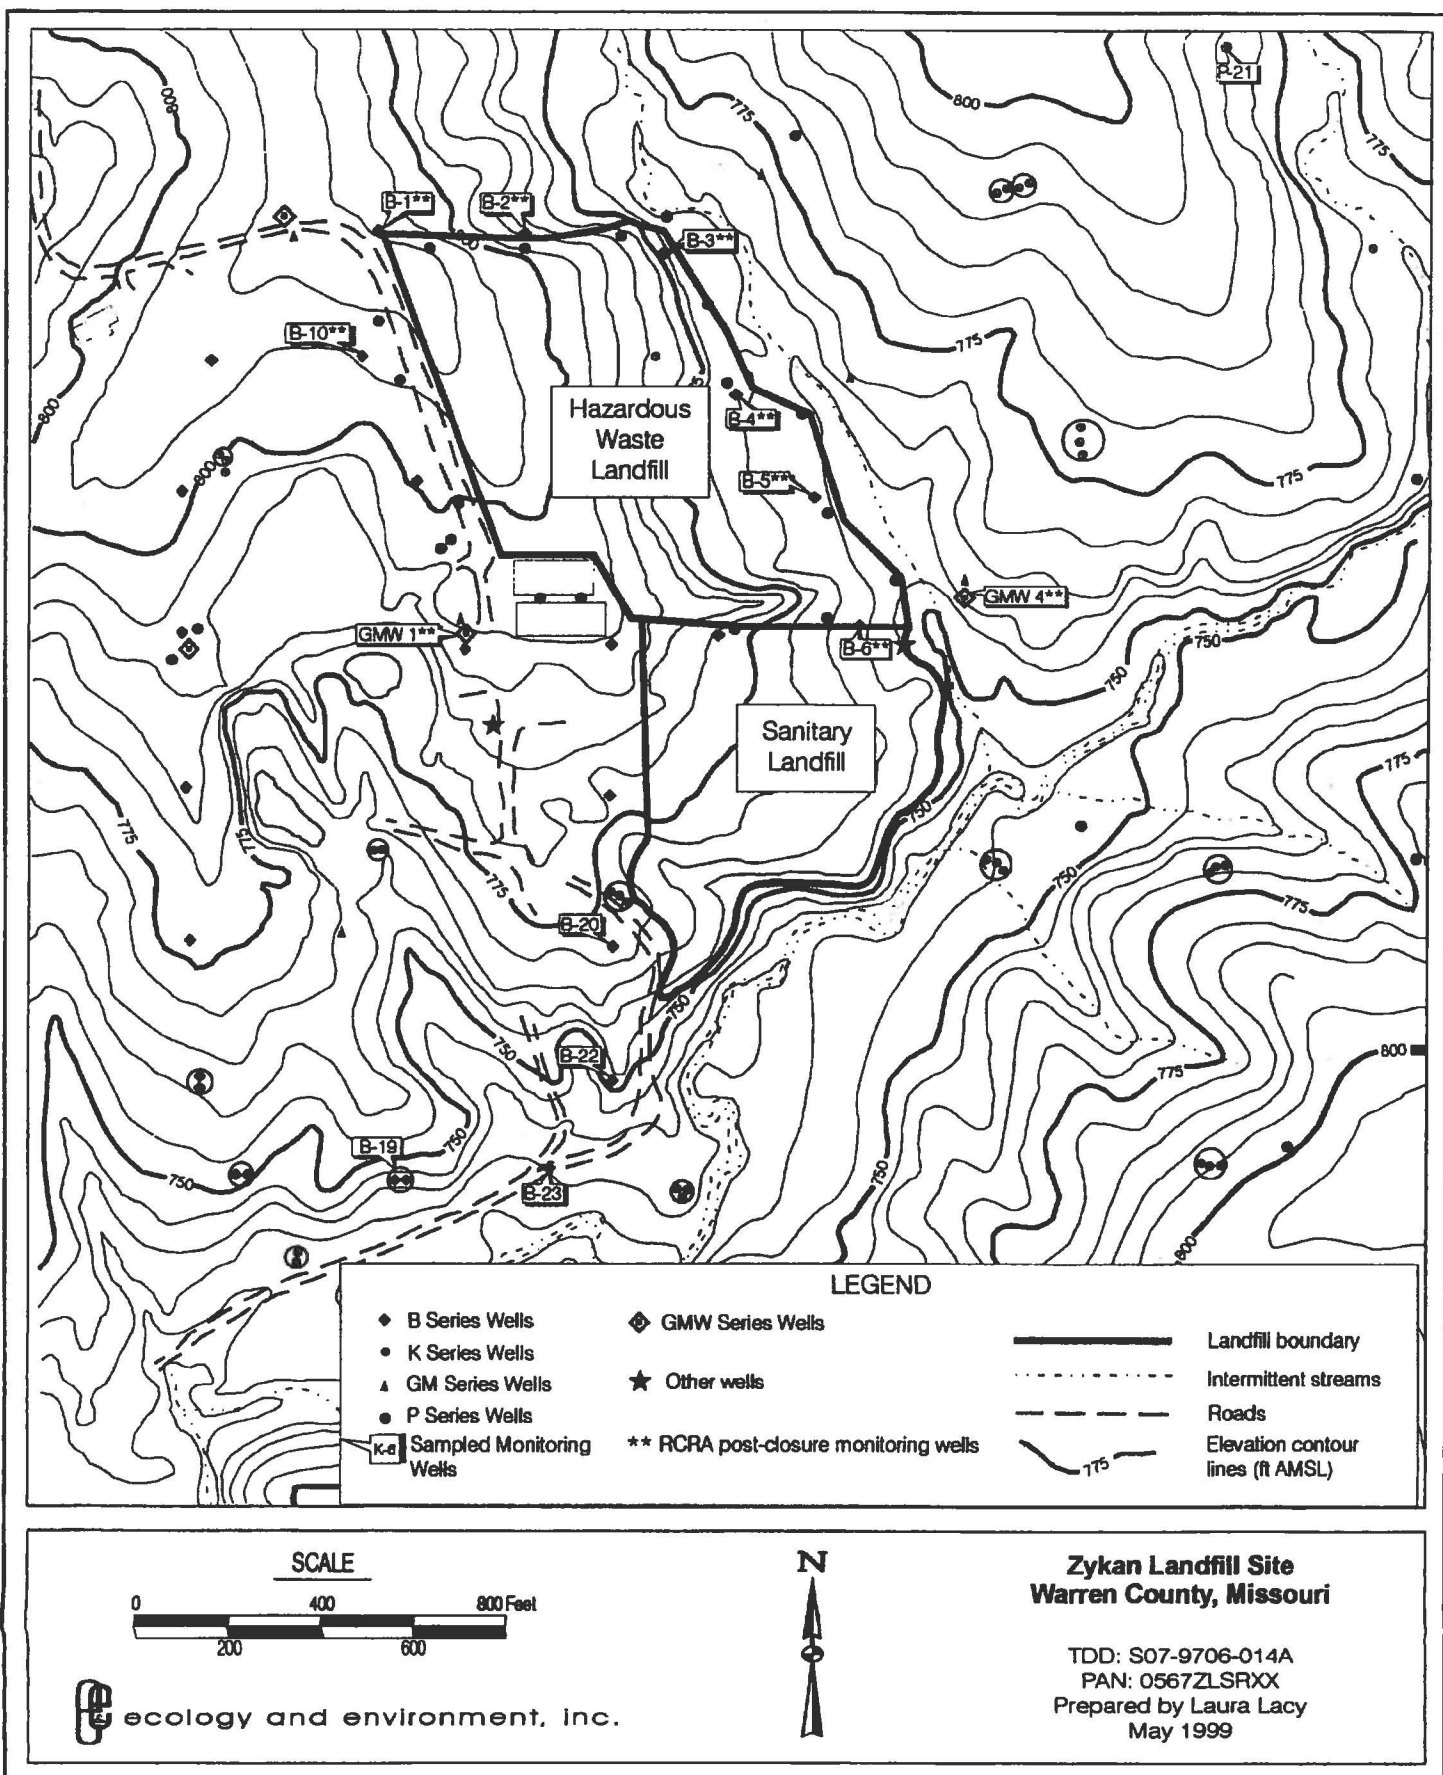 P-21
800
775
800
775
B-1**
B-2**
B-3**
800
B-10**
775
Hazardous
Waste
Landfill
B-4**
800
800
B-5**
775
GMW 4**
GMW 1**
B-6**
750
750
Sanitary
Landfill
775
775
775
750
750
775
775
B-20
750
750
B-22
800
775
750
B-19
750
750
B-23
800
LEGEND
B Series Wells
K Series Wells
GM Series Wells
P Series Wells
K-6 Sampled Monitoring
Wells
GMW Series Wells
Other wells
** RCRA post-closure monitoring wells
Landfill boundary
Intermittent streams
Roads
775
Elevation contour
lines (ft AMSL)
SCALE
0 400 800 Feet
200 600
ecology and environment, inc.
N
Zykan Landfill Site
Warren County, Missouri
TDD: S07-9706-014A
PAN: 0567ZLSRXX
Prepared by Laura Lacy
May 1999